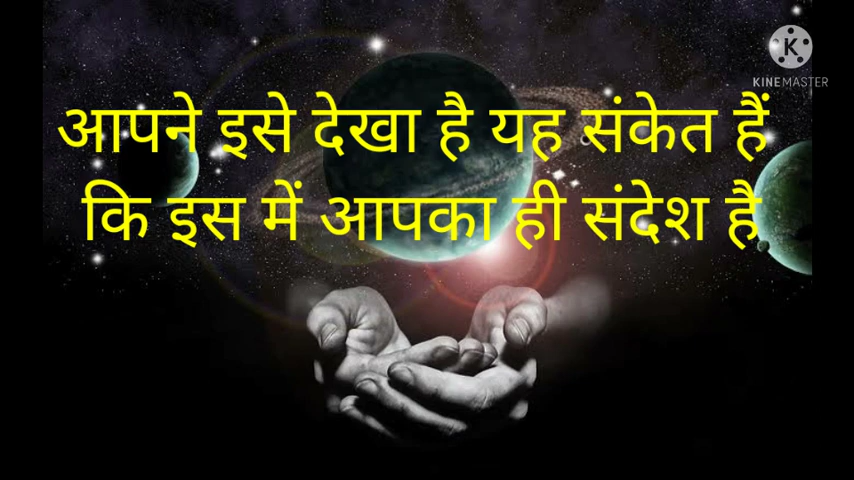 KINEMASTER
आपने इसे देखा है यह संकेत हैं
कि इस में आपका ही संदेश है